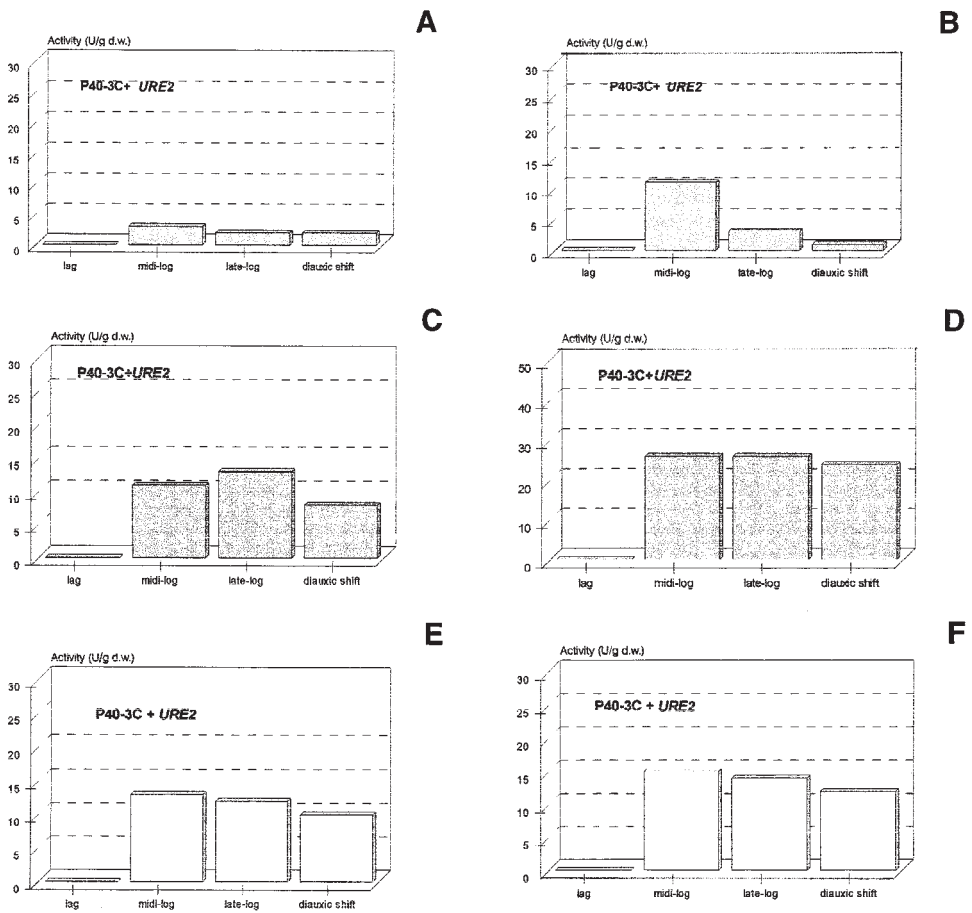 A
Activity (U/g d.w.)
30
25
20
15
10
5
0
P40-3C+ URE2
lag
midi-log
late-log
diauxic shift
B
Activity (U/g d.w.)
30
25
20
15
10
5
0
P40-3C+ URE2
lag
midi-log
late-log
diauxic shift
C
Activity (U/g d.w.)
30
25
20
15
10
5
0
P40-3C+URE2
lag
midi-log
late-log
diauxic shift
D
Activity (U/g d.w.)
50
40
30
20
10
0
P40-3C+URE2
lag
midi-log
late-log
diauxic shift
E
Activity (U/g d.w.)
30
25
20
15
10
5
0
P40-3C + URE2
lag
midi-log
late-log
diauxic shift
F
Activity (U/g d.w.)
30
25
20
15
10
5
0
P40-3C + URE2
lag
midi-log
late-log
diauxic shift